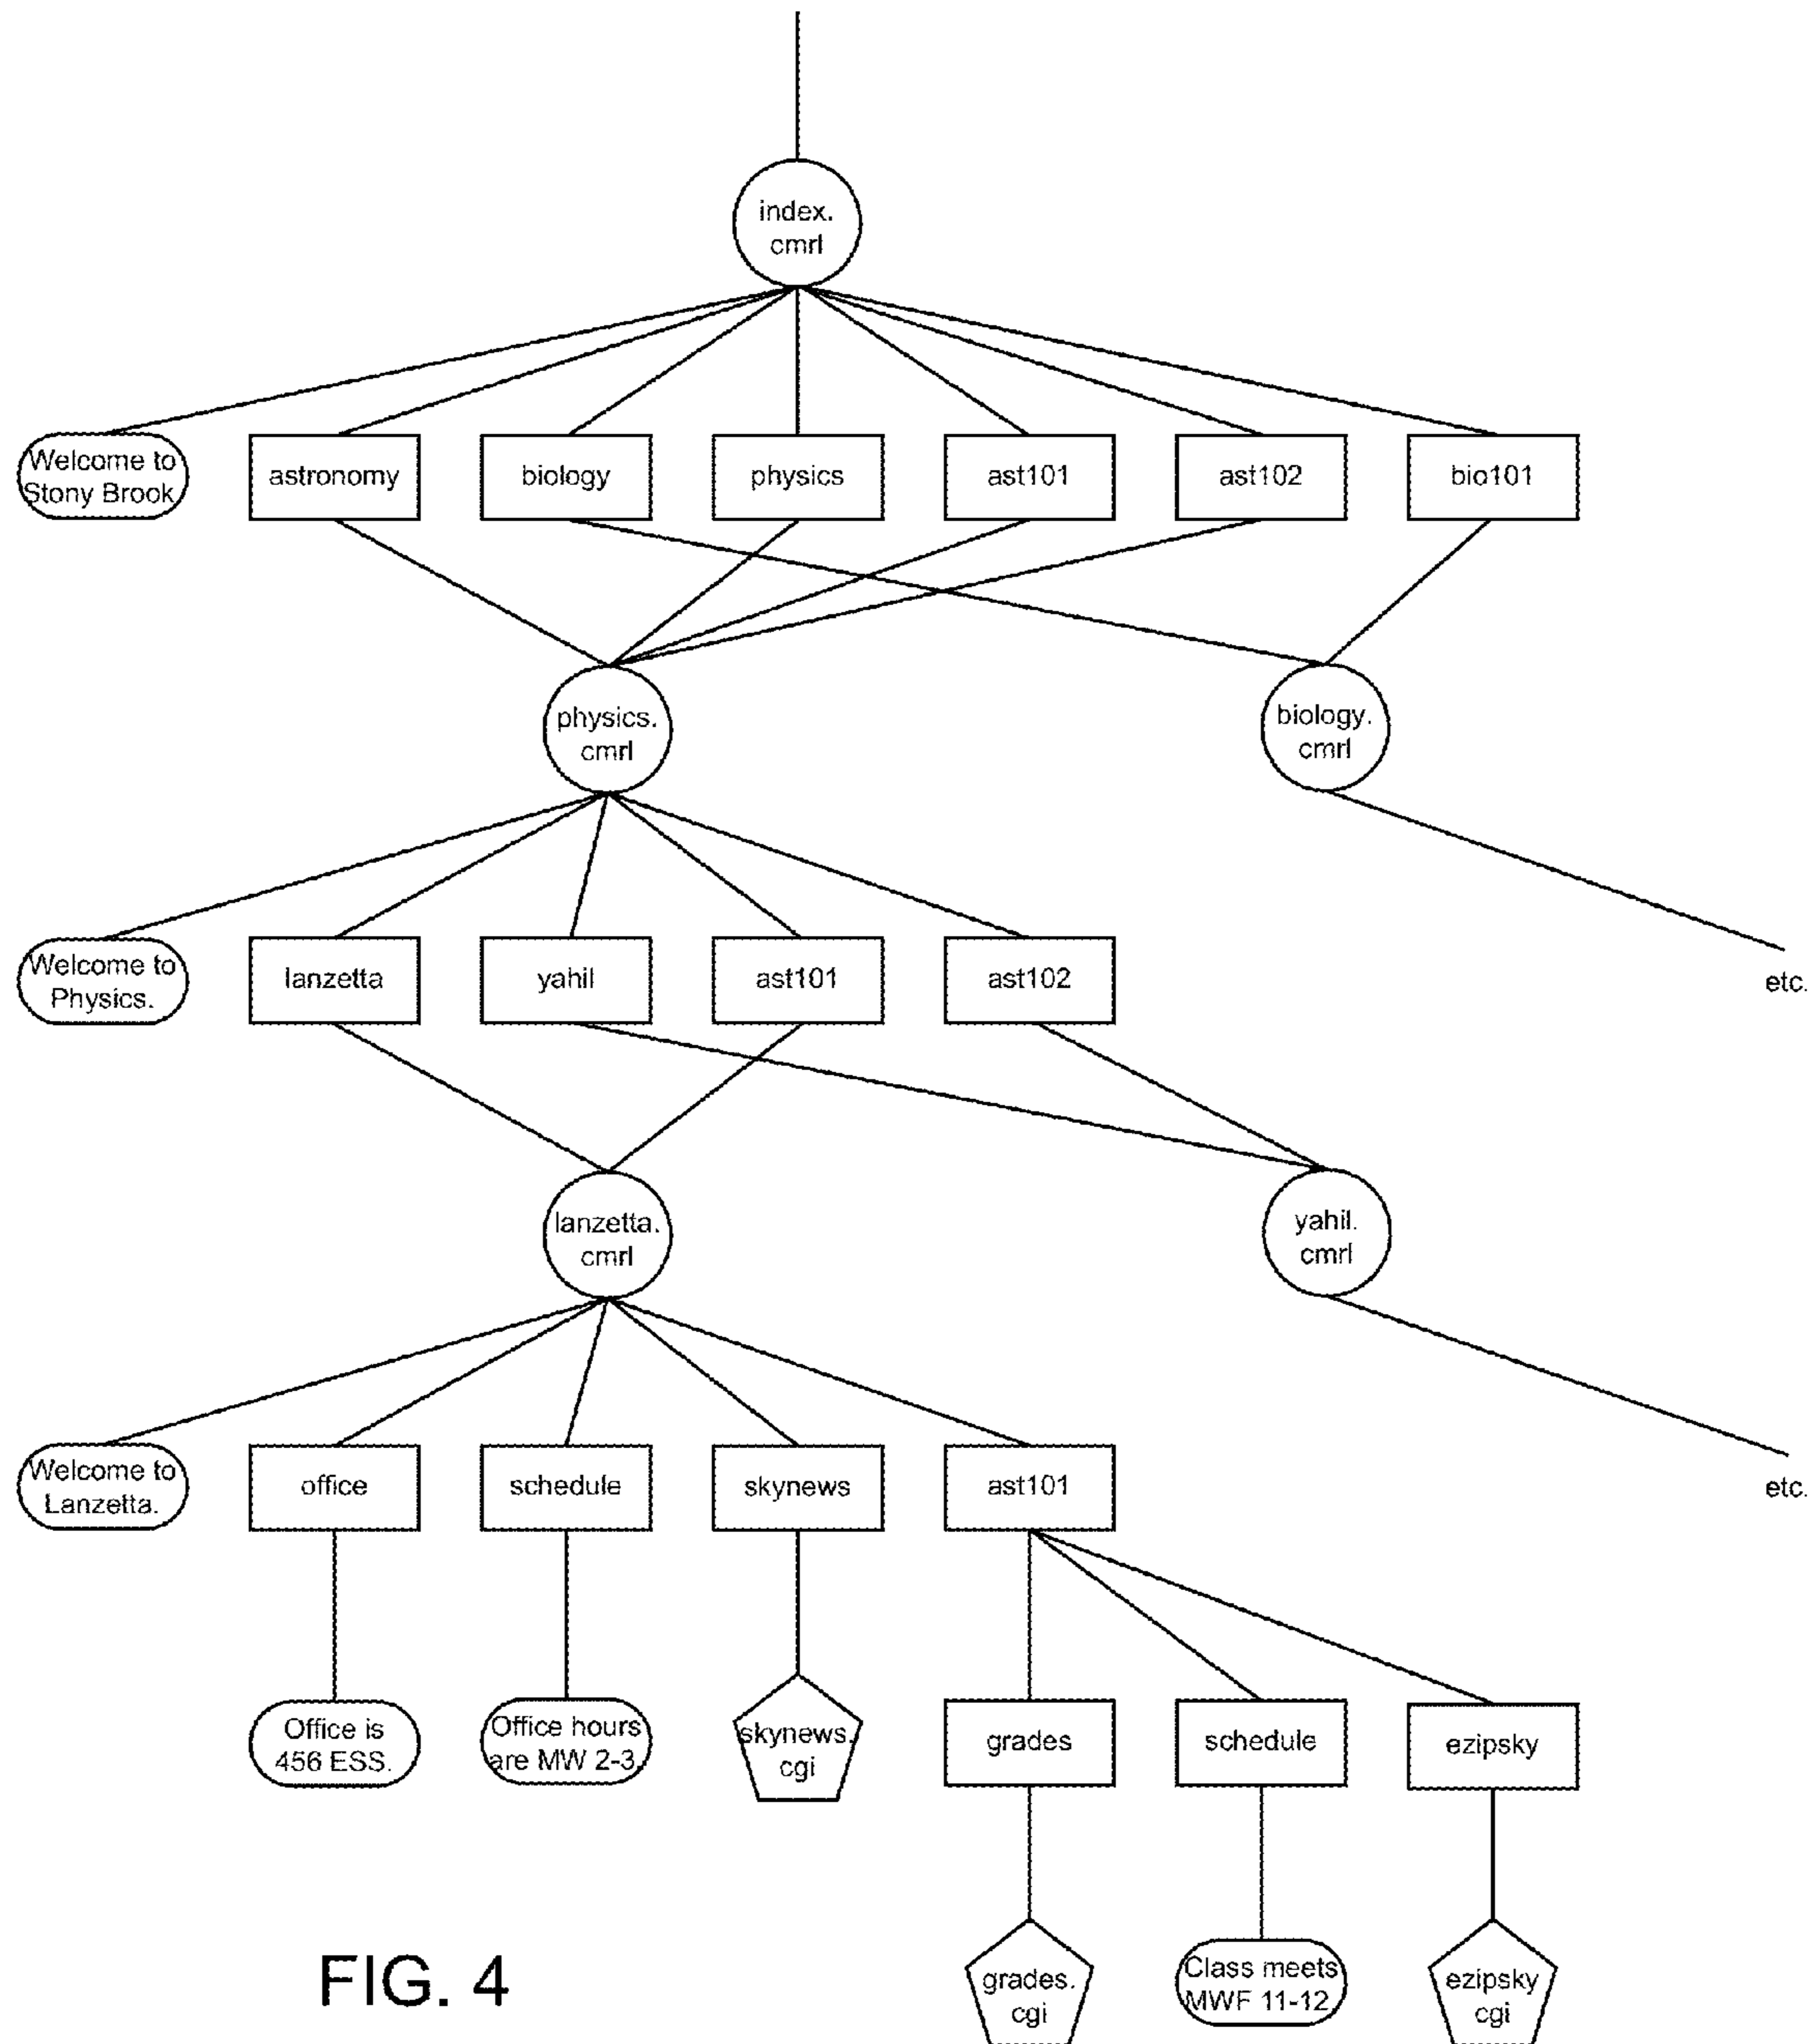 index.
cmrl
Welcome to
Stony Brook
astronomy
biology
physics
ast101
ast102
bio101
physics.
cmrl
biology.
cmrl
Welcome to
Physics.
lanzetta
yahil
ast101
ast102
etc.
lanzetta.
cmrl
yahil.
cmrl
Welcome to
Lanzetta.
office
schedule
skynews
ast101
etc.
Office is
456 ESS.
Office hours
are MW 2-3.
skynews.
cgi
grades
schedule
ezipsky
FIG. 4
grades.
cgi
Class meets
MWF 11-12
ezipsky
cgi